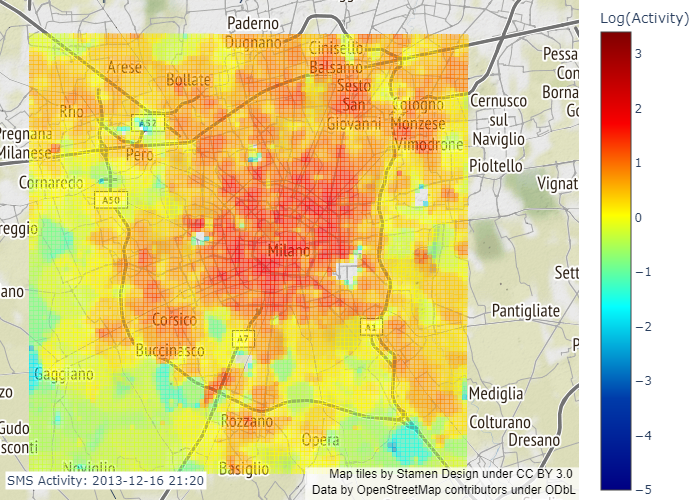 Log(Activity)
Paderno
Dugnano
Cinisello
Balsamo
Arese
Bollate
Sesto
San
Giovanni
Pessa
Con
Borna
Go
Rho
A52
Cologno
Monzese
Cernusco
sul
Naviglio
Pregnana
Milanese
Pero
Vimodrone
Pioltello
Cornaredo
Vignat
A50
reggio
Milano
Sett
ano
Pantigliate
Corsico
A7
A1
Buccinasco
P
Gaggiano
zo
Mediglia
Rozzano
Colturano
Gudo
sconti
Opera
Dresano
Noviglio
Basiglio
SMS Activity: 2013-12-16 21:20
Map tiles by Stamen Design under CC BY 3.0
Data by OpenStreetMap contributors under ODbL
3
2
1
0
−1
−2
−3
−4
−5